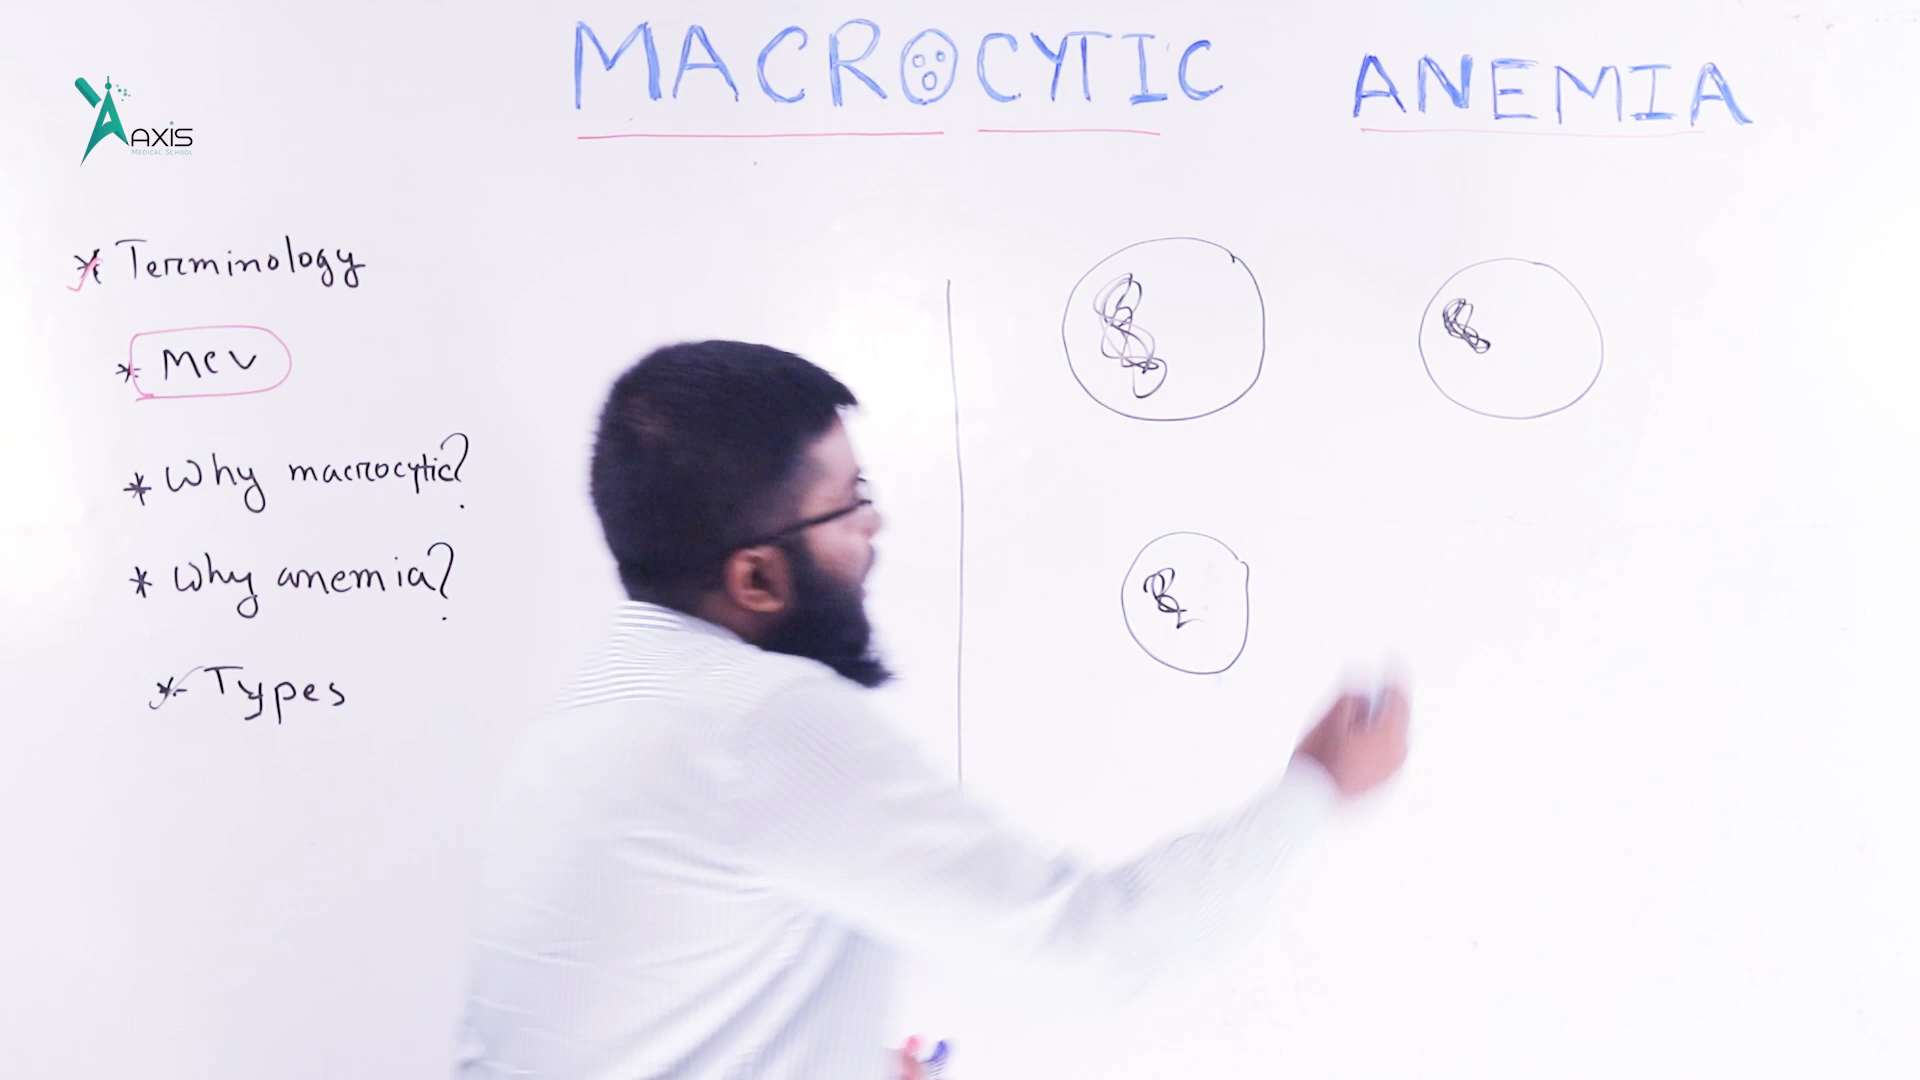 MACROCYTIC ANEMIA
AXIS
MEDICAL SCHOOL
* Terminology
* MCV
* Why macrocytic?
* Why anemia?
* Types